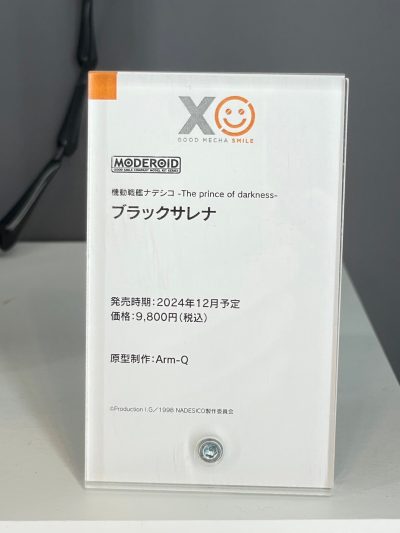 XO
GOOD MECHA SMILE
MODEROID
GOOD SMILE COMPANY MODEL KIT SERIES
機動戦艦ナデシコ -The prince of darkness-
ブラックサレナ
発売時期：2024年12月予定
価格：9,800円（税込）
原型制作：Arm-Q
©Production I.G／1998 NADESICO製作委員会